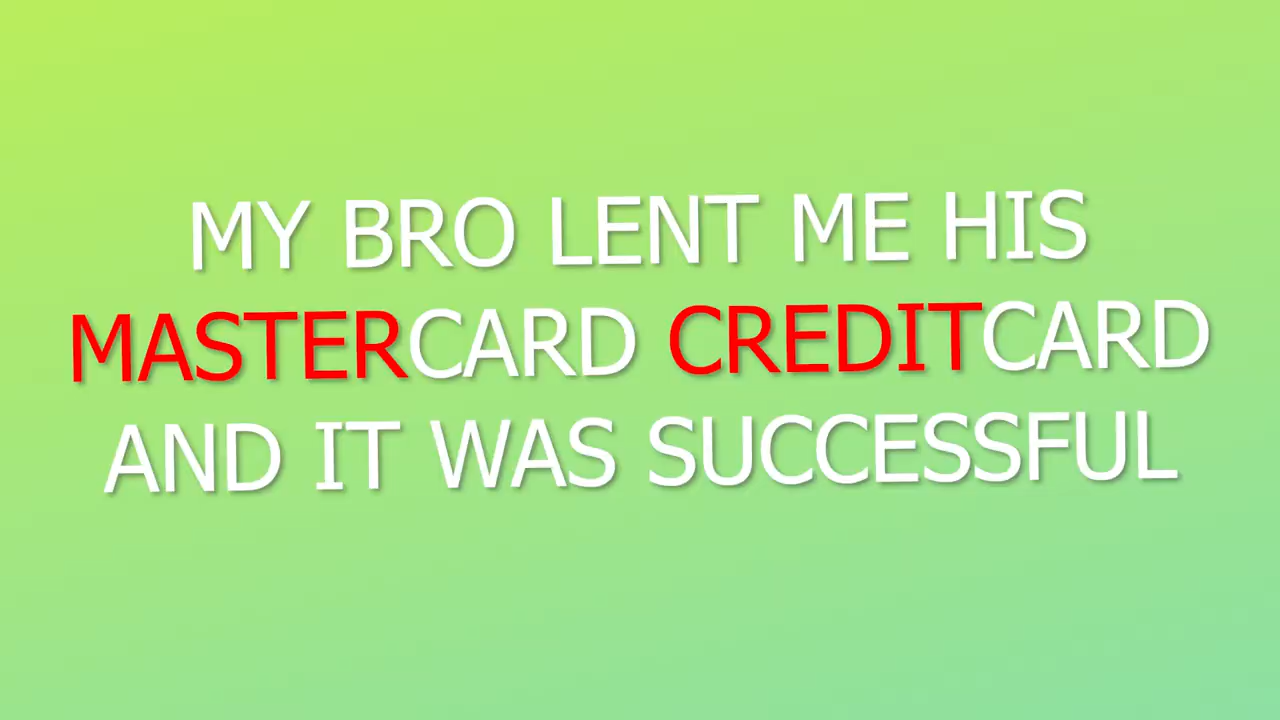 MY BRO LENT ME HIS
MASTERCARD CREDITCARD
AND IT WAS SUCCESSFUL